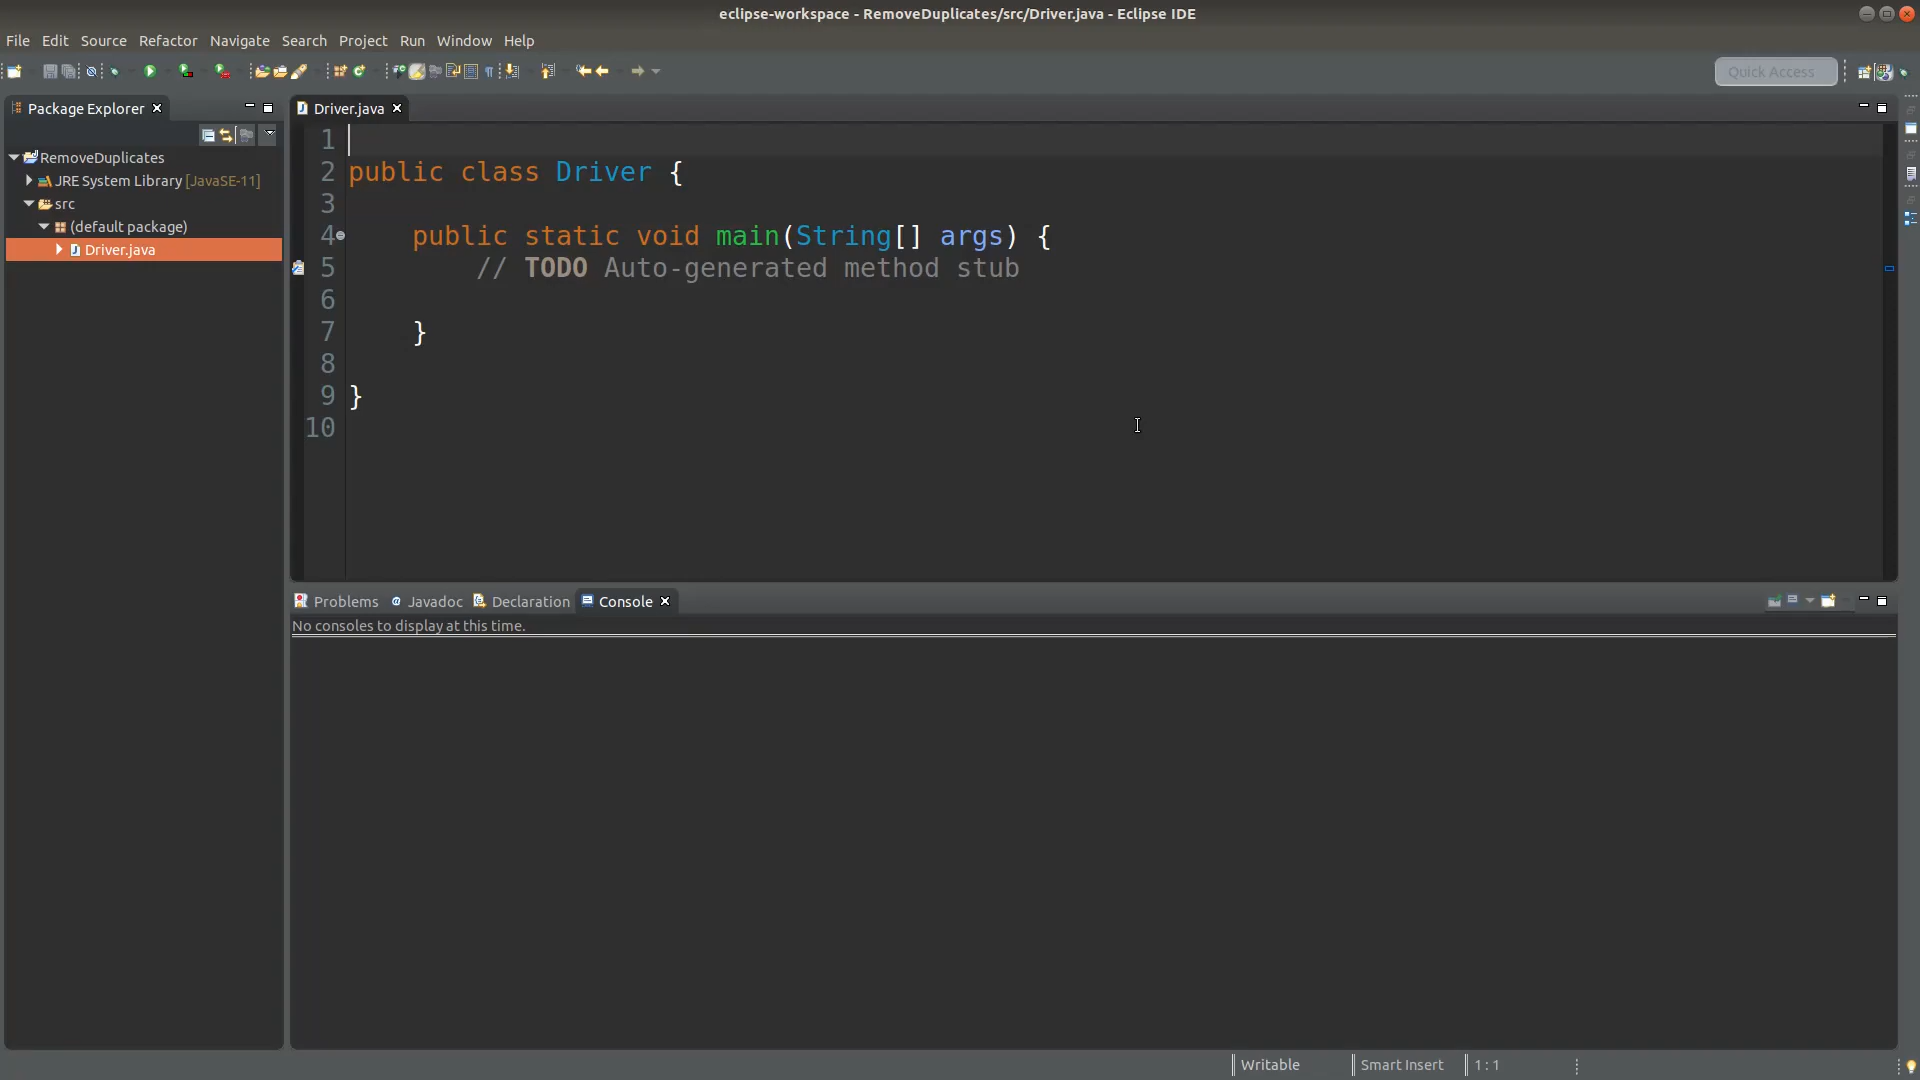 eclipse-workspace - RemoveDuplicates/src/Driver.java - Eclipse IDE
File Edit Source Refactor Navigate Search Project Run Window Help
Quick Access
Package Explorer
Driver.java
RemoveDuplicates
JRE System Library [JavaSE-11]
src
(default package)
Driver.java
1
2 public class Driver {
3
4 public static void main(String[] args) {
5 // TODO Auto-generated method stub
6
7 }
8
9 }
10
Problems Javadoc Declaration Console
No consoles to display at this time.
Writable Smart Insert 1 : 1